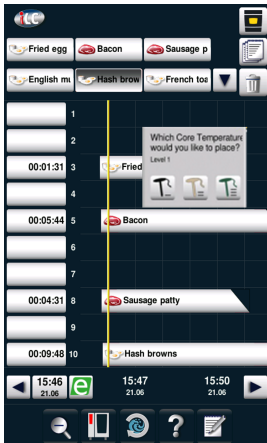 iLC
Fried egg
Bacon
Sausage p
English mu
Hash brow
French toa
1
2
Which Core Temperature
would you like to place?
Level 1
00:01:31 3 Fried
4
00:05:44 5 Bacon
6
7
00:04:31 8 Sausage patty
9
00:09:48 10 Hash browns
15:46
21.06
e
15:47
21.06
15:50
21.06
?